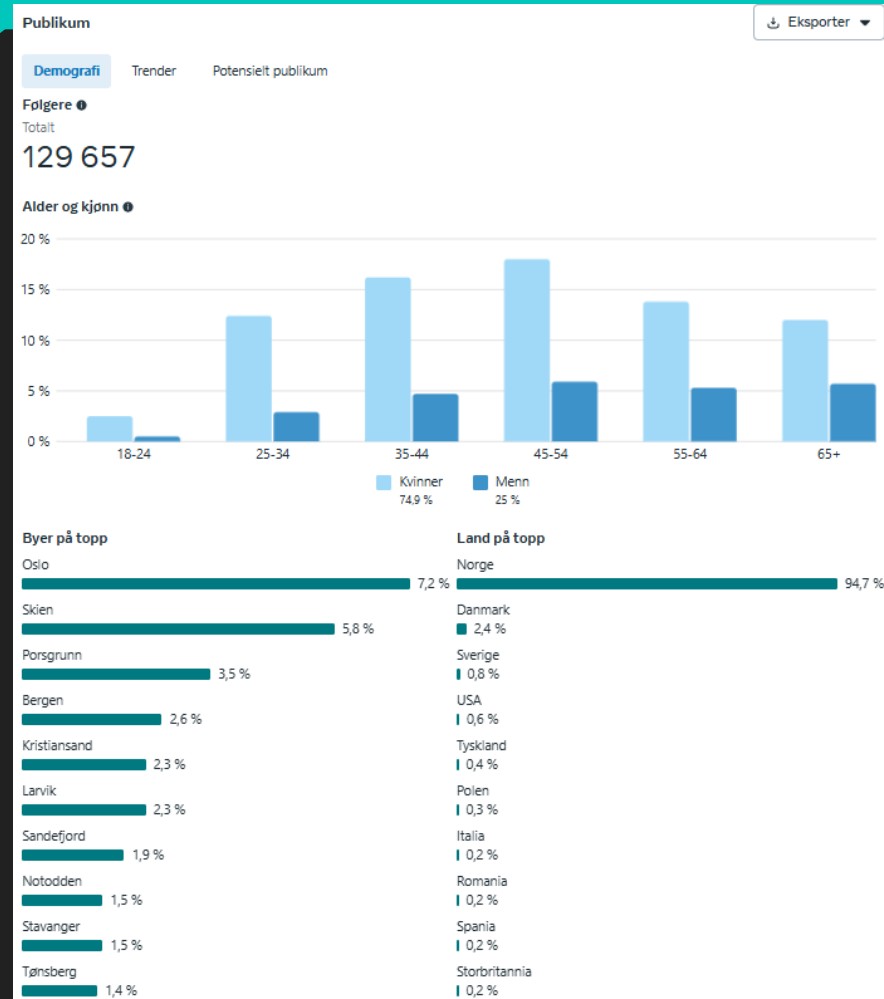 Publikum
Eksporter
Demografi Trender Potensielt publikum
Følgere
Totalt
129 657
Alder og kjønn
20 %
15 %
10 %
5 %
0 %
18-24 25-34 35-44 45-54 55-64 65+
Kvinner Menn
74,9 % 25 %
Byer på topp
Oslo
7,2 %
Skien
5,8 %
Porsgrunn
3,5 %
Bergen
2,6 %
Kristiansand
2,3 %
Larvik
2,3 %
Sandefjord
1,9 %
Notodden
1,5 %
Stavanger
1,5 %
Tønsberg
1,4 %
Land på topp
Norge
94,7 %
Danmark
2,4 %
Sverige
0,8 %
USA
0,6 %
Tyskland
0,4 %
Polen
0,3 %
Italia
0,2 %
Romania
0,2 %
Spania
0,2 %
Storbritannia
0,2 %